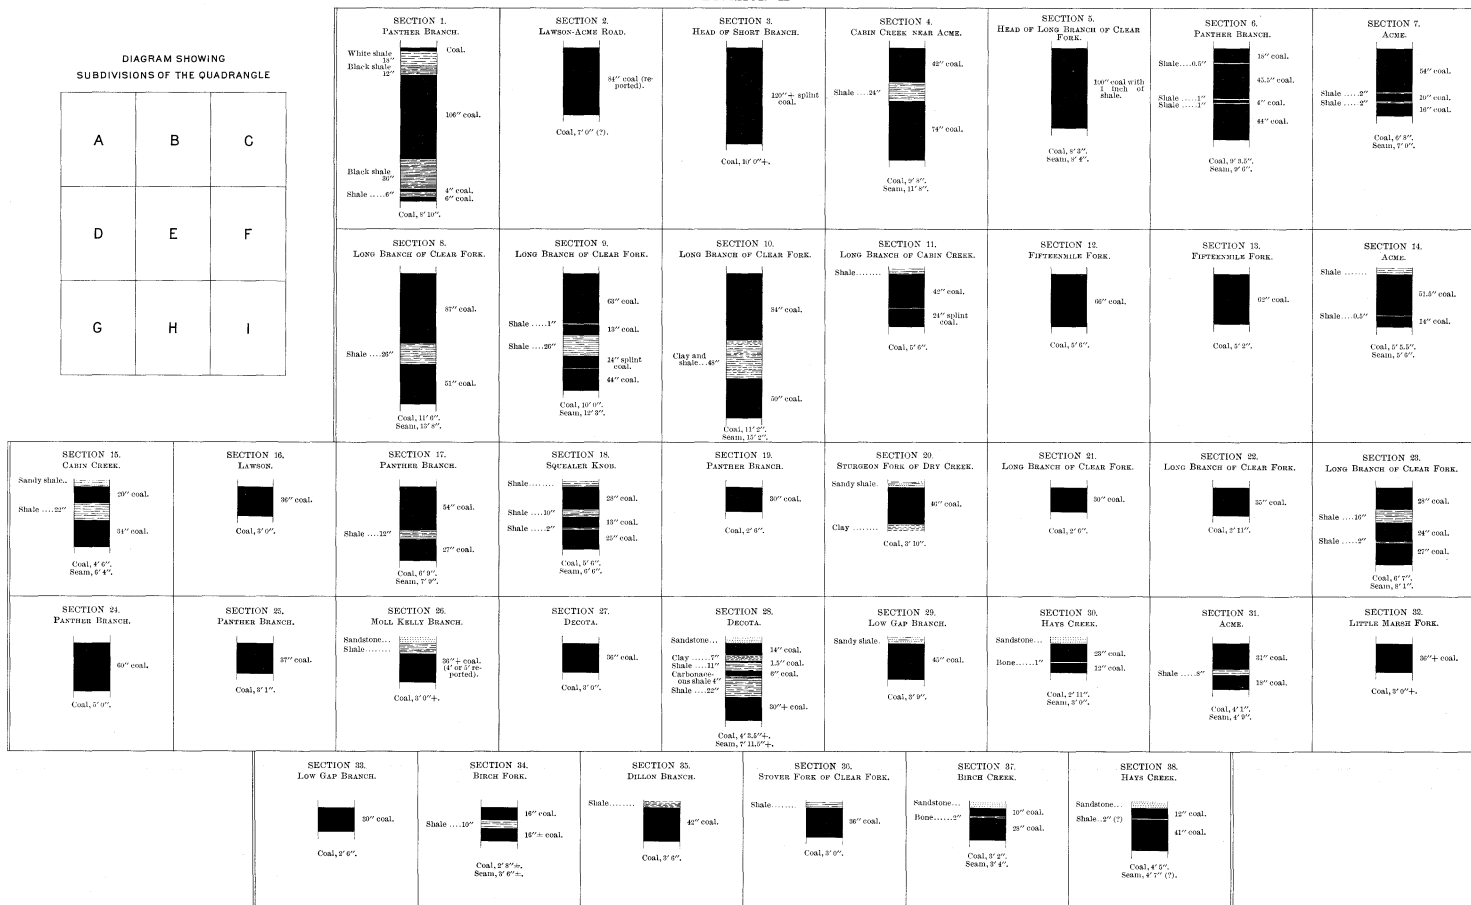 DIAGRAM SHOWING
SUBDIVISIONS OF THE QUADRANGLE
A B C
D E F
G H I
SECTION 1.
PANTHER BRANCH.
Coal.
White shale
18"
Black shale
12"
106" coal.
Black shale
36"
4" coal.
Shale .....6"
6" coal.
Coal, 8' 10".
SECTION 2.
LAWSON-ACME ROAD.
84" coal (re-
ported).
Coal, 7' 0" (?).
SECTION 3.
HEAD OF SHORT BRANCH.
120"+ splint
coal.
Coal, 10' 0"+.
SECTION 4.
CABIN CREEK NEAR ACME.
42" coal.
Shale ....24"
74" coal.
Coal, 9' 8".
Seam, 11' 8".
SECTION 5.
HEAD OF LONG BRANCH OF CLEAR
FORK.
100" coal with
1 inch of
shale.
Coal, 8' 3".
Seam, 8' 4".
SECTION 6.
PANTHER BRANCH.
18" coal.
Shale....0.5"
45.5" coal.
Shale .....1"
4" coal.
Shale .....1"
44" coal.
Coal, 9' 3.5".
Seam, 9' 6".
SECTION 7.
ACME.
54" coal.
Shale .....2"
10" coal.
Shale .....2"
16" coal.
Coal, 6' 8".
Seam, 7' 0".
SECTION 8.
LONG BRANCH OF CLEAR FORK.
87" coal.
Shale ....26"
51" coal.
Coal, 11' 6".
Seam, 13' 8".
SECTION 9.
LONG BRANCH OF CLEAR FORK.
63" coal.
Shale .....1"
13" coal.
Shale ....26"
splint
coal.
44" coal.
Coal, 10' 0".
Seam, 12' 3".
SECTION 10.
LONG BRANCH OF CLEAR FORK.
84" coal.
Clay and
shale...48"
50" coal.
Coal, 11' 2".
Seam, 15' 2".
SECTION 11.
LONG BRANCH OF CABIN CREEK.
Shale........
42" coal.
24" splint
coal.
Coal, 5' 6".
SECTION 12.
FIFTEENMILE FORK.
66" coal.
Coal, 5' 6".
SECTION 13.
FIFTEENMILE FORK.
62" coal.
Coal, 5' 2".
SECTION 14.
ACME.
Shale .......
51.5" coal.
Shale....0.5"
14" coal.
Coal, 5' 5.5".
Seam, 5' 6".
SECTION 15.
CABIN CREEK.
Sandy shale..
20" coal.
Shale ....22"
34" coal.
Coal, 4' 6".
Seam, 6' 4".
SECTION 16.
LAWSON.
36" coal.
Coal, 3' 0".
SECTION 17.
PANTHER BRANCH.
54" coal.
Shale ....12"
27" coal.
Coal, 6' 9".
Seam, 7' 9".
SECTION 18.
SQUEALER KNOB.
Shale........
28" coal.
Shale ....10"
13" coal.
Shale .....2"
25" coal.
Coal, 5' 6".
Seam, 6' 6".
SECTION 19.
PANTHER BRANCH.
30" coal.
Coal, 2' 6".
SECTION 20.
STURGEON FORK OF DRY CREEK.
Sandy shale.
46" coal.
Clay ........
Coal, 3' 10".
SECTION 21.
LONG BRANCH OF CLEAR FORK.
30" coal.
Coal, 2' 6".
SECTION 22.
LONG BRANCH OF CLEAR FORK.
35" coal.
Coal, 2' 11".
SECTION 23.
LONG BRANCH OF CLEAR FORK.
28" coal.
Shale ....16"
24" coal.
Shale .....2"
27" coal.
Coal, 6' 7".
Seam, 8' 1".
SECTION 24.
PANTHER BRANCH.
60" coal.
Coal, 5' 0".
SECTION 25.
PANTHER BRANCH.
37" coal.
Coal, 3' 1".
SECTION 26.
MOLL KELLY BRANCH.
Sandstone...
Shale........
36"+ coal.
(4' or 5' re-
ported).
Coal, 3' 0"+.
SECTION 27.
DECOTA.
36" coal.
Coal, 3' 0".
SECTION 28.
DECOTA.
Sandstone...
14" coal.
Clay ......7"
1.5" coal.
Shale ....11"
Carbonace-
ous shale 4"
6" coal.
Shale ....22"
30"+ coal.
Coal, 4' 3.5"+.
Seam, 7' 11.5"+.
SECTION 29.
LOW GAP BRANCH.
Sandy shale.
45" coal.
Coal, 3' 9".
SECTION 30.
HAYS CREEK.
Sandstone...
23" coal.
Bone......1"
12" coal.
Coal, 2' 11".
Seam, 3' 0".
SECTION 31.
ACME.
31" coal.
Shale .....8"
18" coal.
Coal, 4' 1".
Seam, 4' 9".
SECTION 32.
LITTLE MARSH FORK.
36"+ coal.
Coal, 3' 0"+.
SECTION 33.
LOW GAP BRANCH.
30" coal.
Coal, 2' 6".
SECTION 34.
BIRCH FORK.
16" coal.
Shale ....10"
16"± coal.
Coal, 2' 8"±.
Seam, 3' 6"±.
SECTION 35.
DILLON BRANCH.
Shale........
42" coal.
Coal, 3' 6".
SECTION 36.
STOVER FORK OF CLEAR FORK.
Shale........
36" coal.
Coal, 3' 0".
SECTION 37.
BIRCH CREEK.
Sandstone...
10" coal.
Bone......2"
28" coal.
Coal, 3' 2".
Seam, 3' 4".
SECTION 38.
HAYS CREEK.
Sandstone...
12" coal.
Shale..2" (?)
41" coal.
Coal, 4' 5".
Seam, 4' 7" (?).